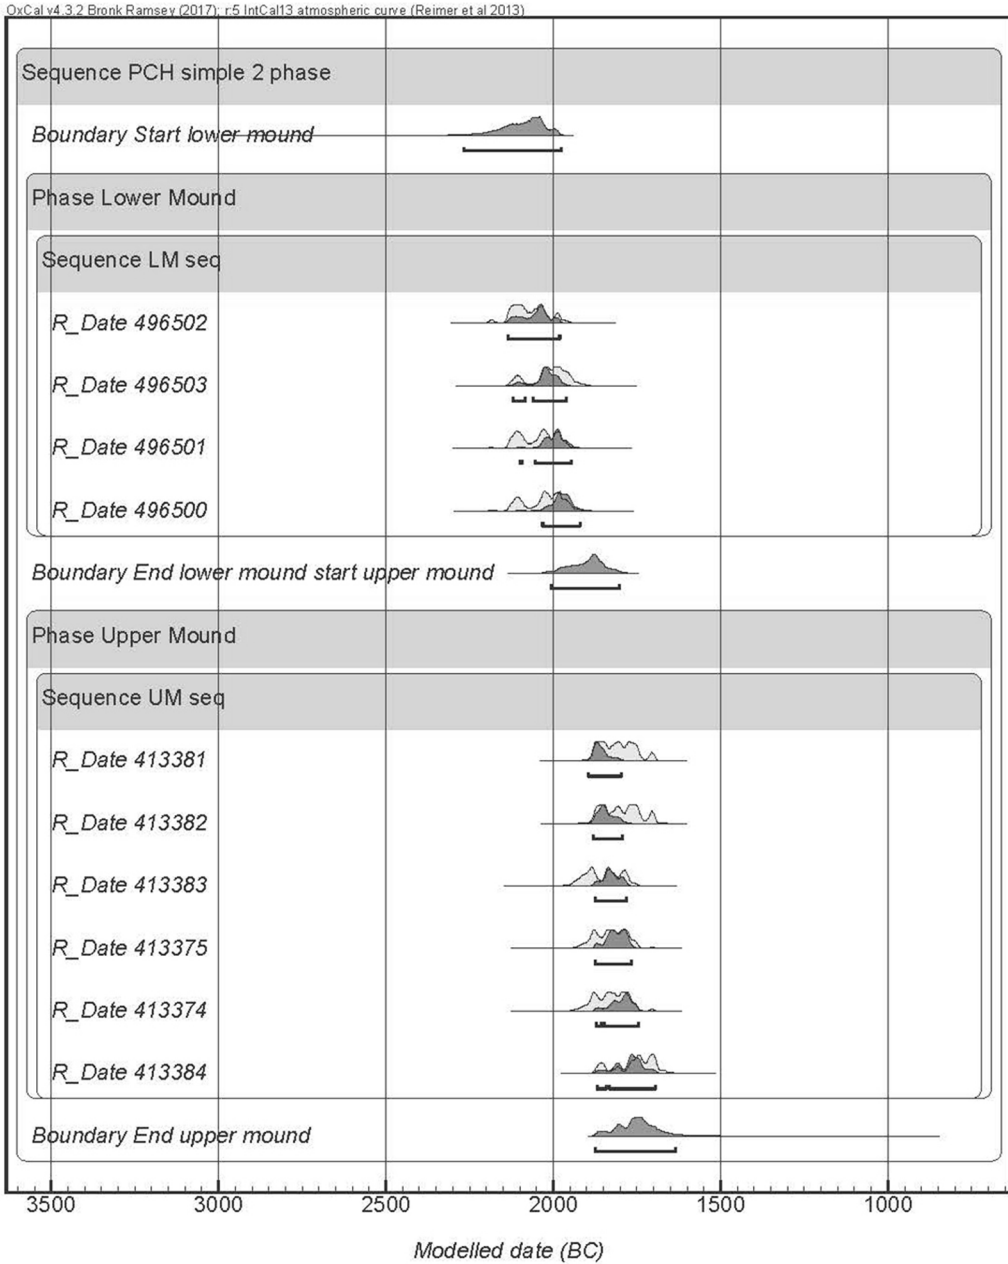 OxCal v4.3.2 Bronk Ramsey (2017); r:5 IntCal13 atmospheric curve (Reimer et al 2013)
Sequence PCH simple 2 phase
Boundary Start lower mound
Phase Lower Mound
Sequence LM seq
R_Date 496502
R_Date 496503
R_Date 496501
R_Date 496500
Boundary End lower mound start upper mound
Phase Upper Mound
Sequence UM seq
R_Date 413381
R_Date 413382
R_Date 413383
R_Date 413375
R_Date 413374
R_Date 413384
Boundary End upper mound
3500 3000 2500 2000 1500 1000
Modelled date (BC)